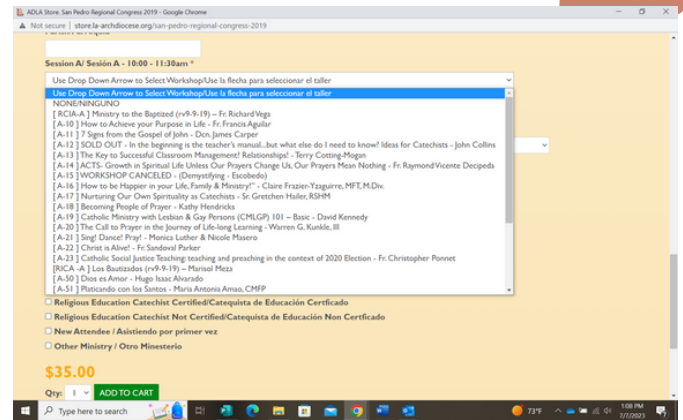 ADLA Store. San Pedro Regional Congress 2019 - Google Chrome
Not secure | store.la-archdiocese.org/san-pedro-regional-congress-2019
Session A/ Sesión A - 10:00 - 11:30am *
Use Drop Down Arrow to Select Workshop/Use la flecha para seleccionar el taller
Use Drop Down Arrow to Select Workshop/Use la flecha para seleccionar el taller
NONE/NINGUNO
[ RCIA-A ] Ministry to the Baptized (rv9-9-19) – Fr. Richard Vega
[ A-10 ] How to Achieve your Purpose in Life - Fr. Francis Aguilar
[ A-11 ] 7 Signs from the Gospel of John - Dcn. James Carper
[ A-12 ] SOLD OUT - In the beginning is the teacher's manual...but what else do I need to know? Ideas for Catechists - John Collins
[ A-13 ] The Key to Successful Classroom Management! Relationships! - Terry Cotting-Mogan
[ A-14 ] ACTS- Growth in Spiritual Life Unless Our Prayers Change Us, Our Prayers Mean Nothing - Fr. Raymond Vicente Decipeda
[ A-15 ] WORKSHOP CANCELED - (Demystifying - Escobedo)
[ A-16 ] How to be Happier in your Life, Family & Ministry!" - Claire Frazier-Yzaguirre, MFT, M.Div.
[ A-17 ] Nurturing Our Own Spirituality as Catechists - Sr. Gretchen Hailer, RSHM
[ A-18 ] Becoming People of Prayer - Kathy Hendricks
[ A-19 ] Catholic Ministry with Lesbian & Gay Persons (CMLGP) 101 – Basic - David Kennedy
[ A-20 ] The Call to Prayer in the Journey of Life-long Learning - Warren G. Kunkle, III
[ A-21 ] Sing! Dance! Pray! - Monica Luther & Nicole Masero
[ A-22 ] Christ is Alive! - Fr. Sandoval Parker
[ A-23 ] Catholic Social Justice Teaching: teaching and preaching in the context of 2020 Election - Fr. Christopher Ponnet
[RICA -A ] Los Bautizados (rv9-9-19) – Marisol Meza
[ A-50 ] Dios es Amor - Hugo Isaac Alvarado
[ A-51 ] Platicando con los Santos - Maria Antonia Amao, CMFP
Religious Education Catechist Certified/Catequista de Educación Certficado
Religious Education Catechist Not Certified/Catequista de Educación Non Certficado
New Attendee / Asistiendo por primer vez
Other Ministry / Otro Minesterio
$35.00
Qty: 1 ADD TO CART
Type here to search 73°F 1:08 PM
7/7/2023